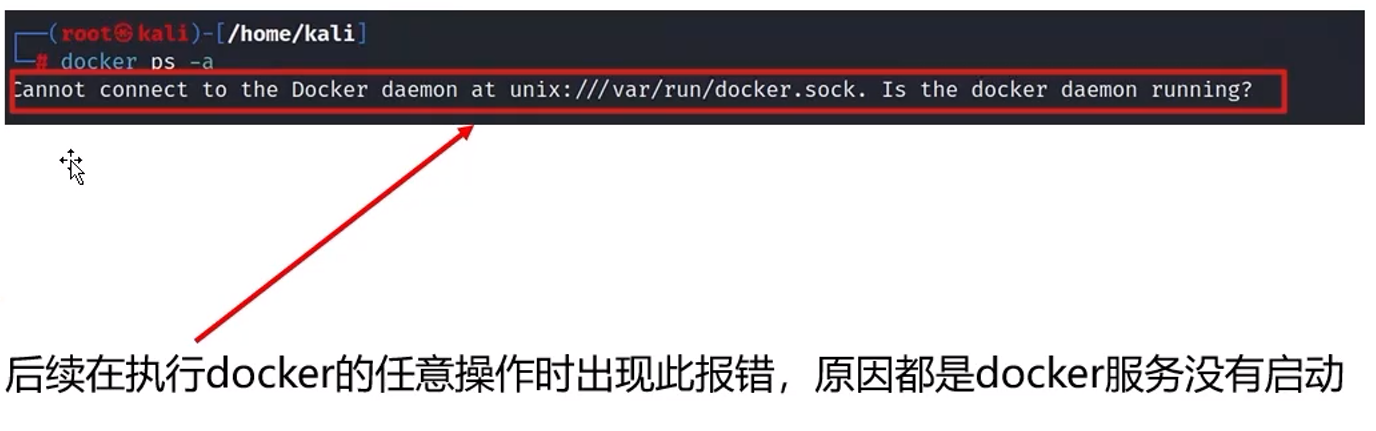 ┌──(root㉿kali)-[/home/kali]
└─# docker ps -a
Cannot connect to the Docker daemon at unix:///var/run/docker.sock. Is the docker daemon running?
后续在执行docker的任意操作时出现此报错，原因都是docker服务没有启动